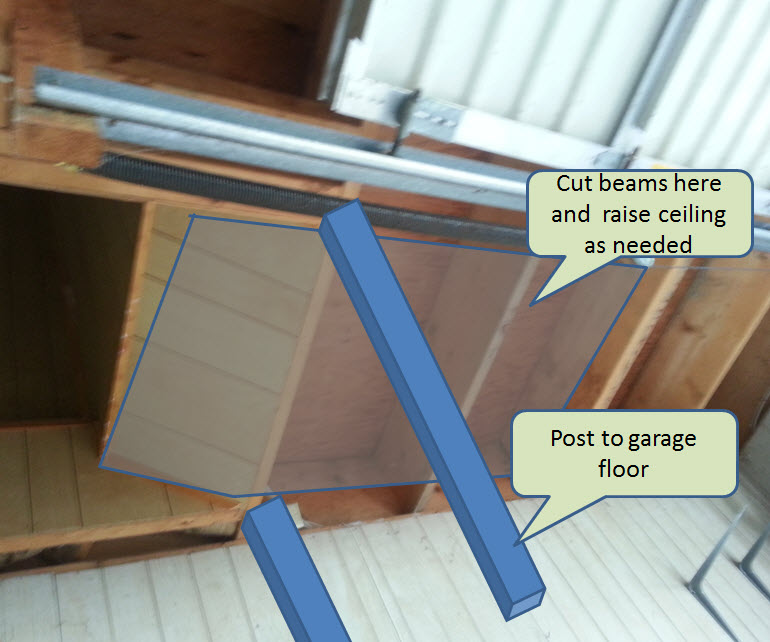 Cut beams here
and raise ceiling
as needed
Post to garage
floor